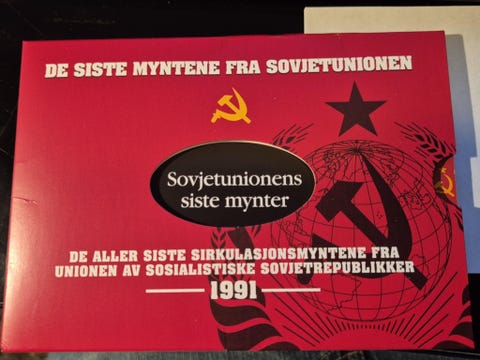 DE SISTE MYNTENE FRA SOVJETUNIONEN
Sovjetunionens
siste mynter
DE ALLER SISTE SIRKULASJONSMYNTENE FRA
UNIONEN AV SOSIALISTISKE SOVJETREPUBLIKKER
1991